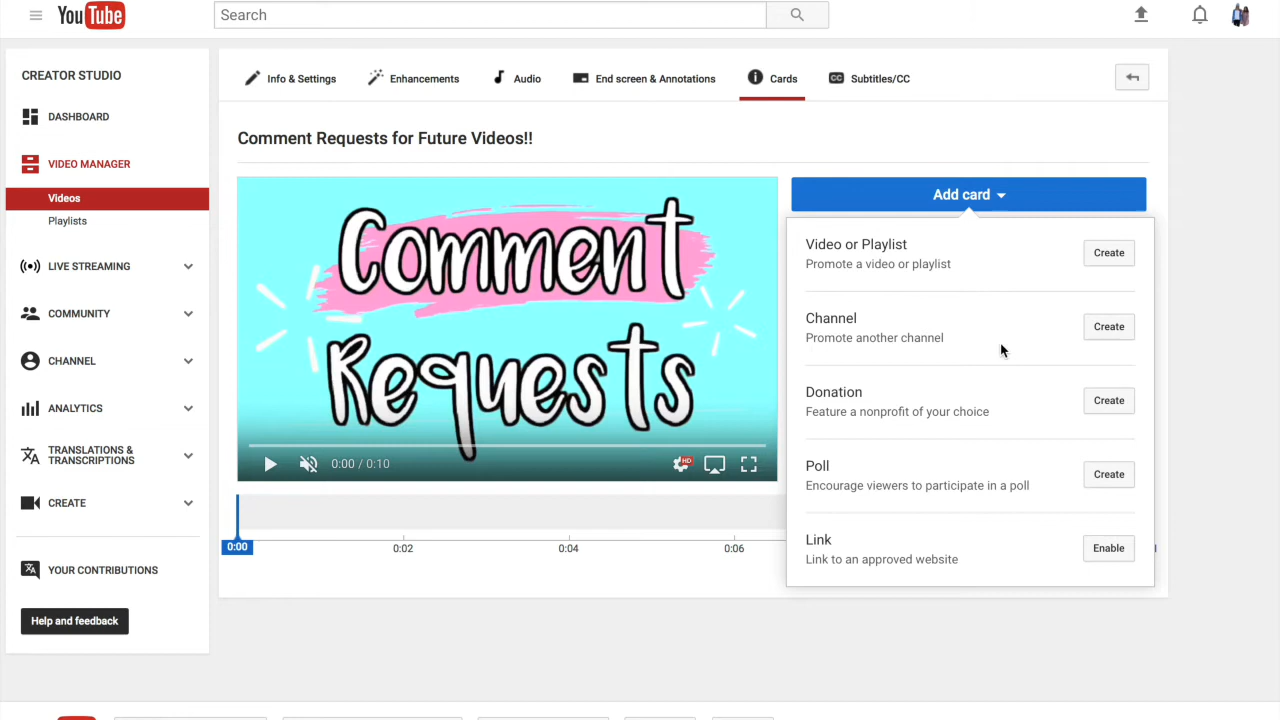 YouTube
Search
CREATOR STUDIO
DASHBOARD
VIDEO MANAGER
Videos
Playlists
LIVE STREAMING
COMMUNITY
CHANNEL
ANALYTICS
TRANSLATIONS &
TRANSCRIPTIONS
CREATE
YOUR CONTRIBUTIONS
Help and feedback
Info & Settings
Enhancements
Audio
End screen & Annotations
Cards
CC Subtitles/CC
Comment Requests for Future Videos!!
Comment
Requests
0:00 / 0:10
HD
0:00
0:02
0:04
0:06
Add card
Video or Playlist
Promote a video or playlist
Create
Channel
Promote another channel
Create
Donation
Feature a nonprofit of your choice
Create
Poll
Encourage viewers to participate in a poll
Create
Link
Link to an approved website
Enable